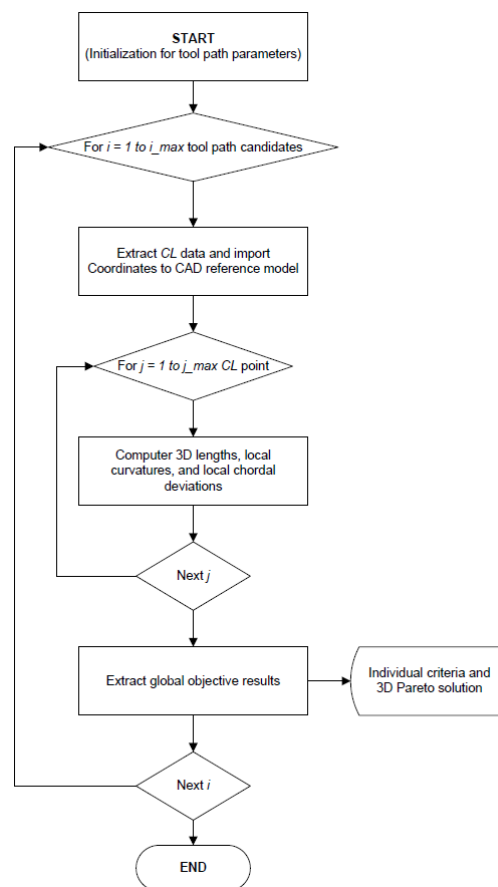 START
(Initialization for tool path parameters)
For i = 1 to i_max tool path candidates
Extract CL data and import
Coordinates to CAD reference model
For j = 1 to j_max CL point
Computer 3D lengths, local
curvatures, and local chordal
deviations
Next j
Extract global objective results
Individual criteria and
3D Pareto solution
Next i
END